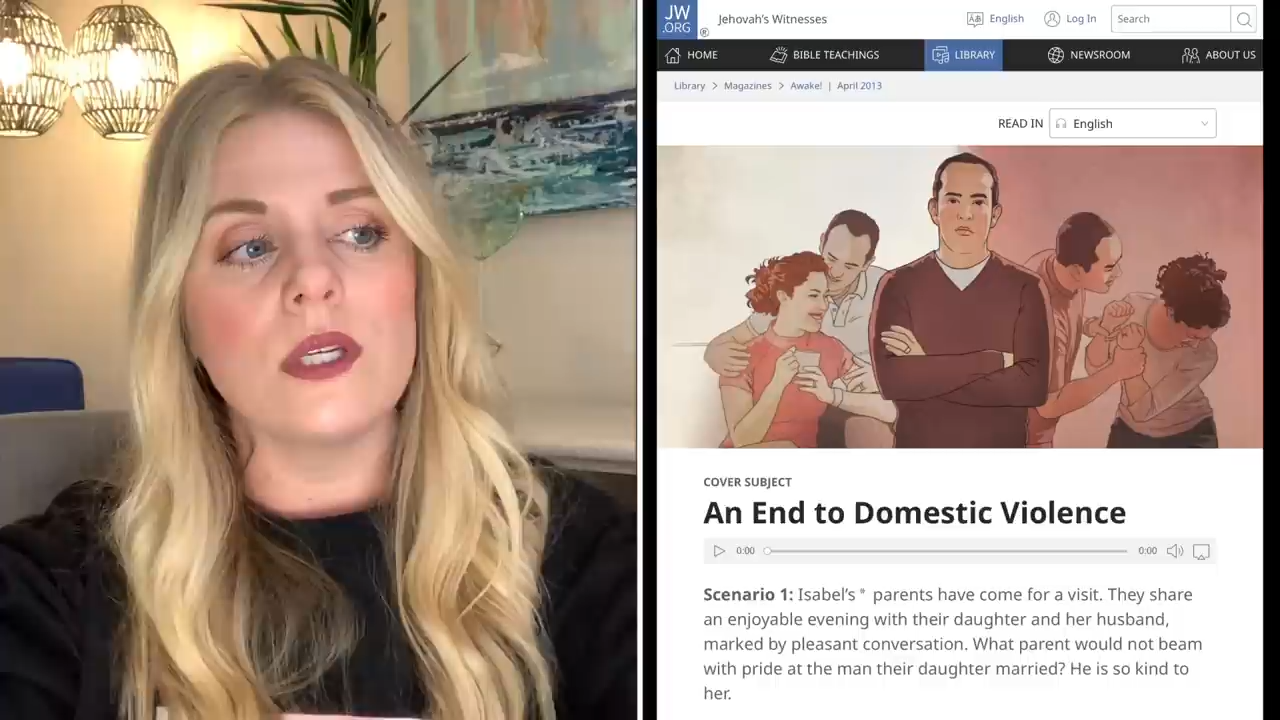 JW
.ORG
®
Jehovah's Witnesses
English
Log In
Search
HOME
BIBLE TEACHINGS
LIBRARY
NEWSROOM
ABOUT US
Library > Magazines > Awake! | April 2013
READ IN
English
COVER SUBJECT
An End to Domestic Violence
0:00
0:00
Scenario 1: Isabel's * parents have come for a visit. They share
an enjoyable evening with their daughter and her husband,
marked by pleasant conversation. What parent would not beam
with pride at the man their daughter married? He is so kind to
her.